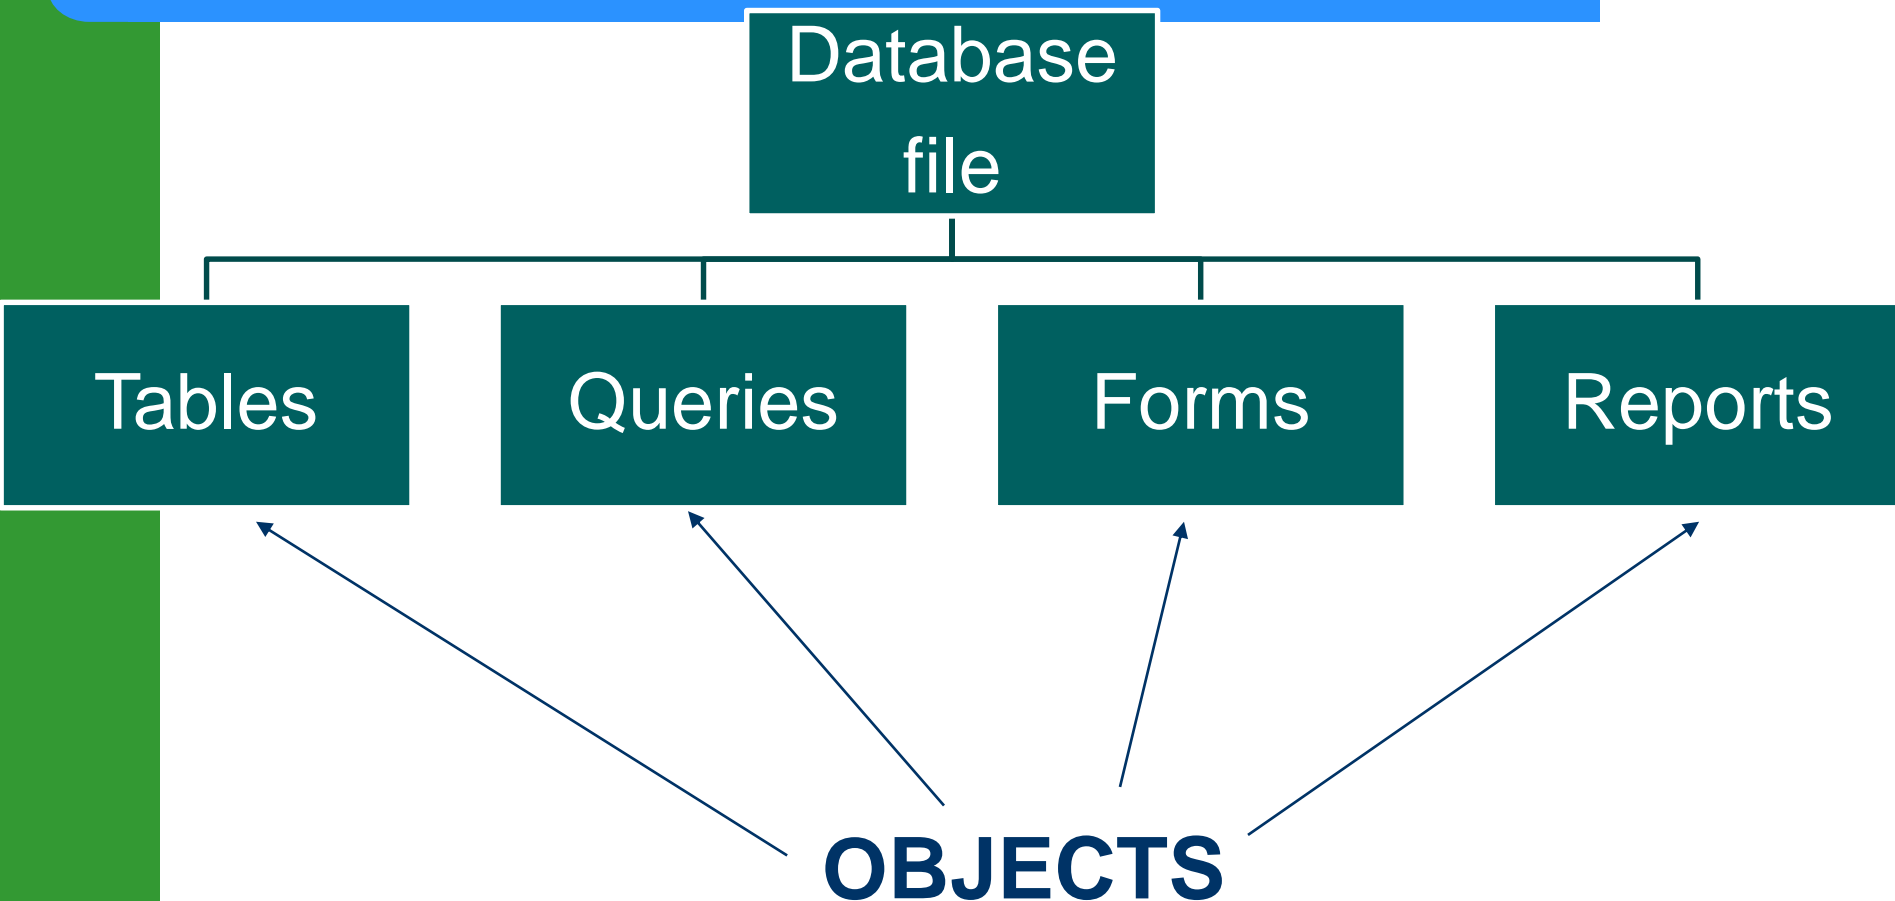 Database
file
Tables
Queries
Forms
Reports
OBJECTS